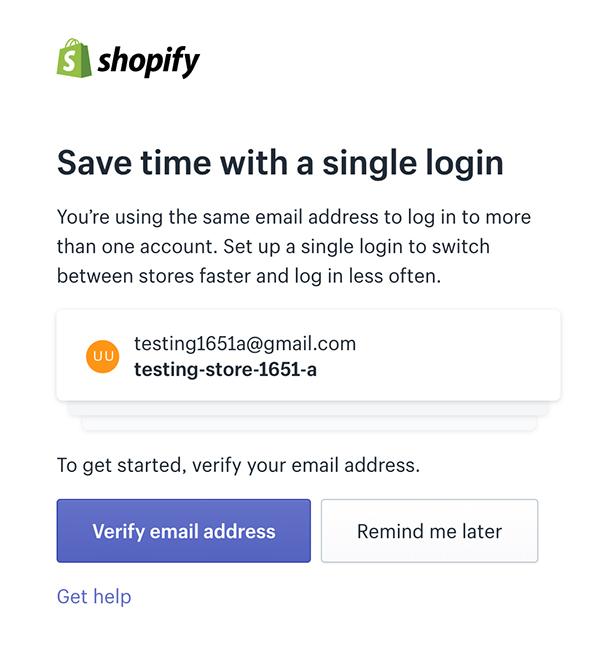 shopify
Save time with a single login
You’re using the same email address to log in to more
than one account. Set up a single login to switch
between stores faster and log in less often.
UU
testing1651a@gmail.com
testing-store-1651-a
To get started, verify your email address.
Verify email address
Remind me later
Get help